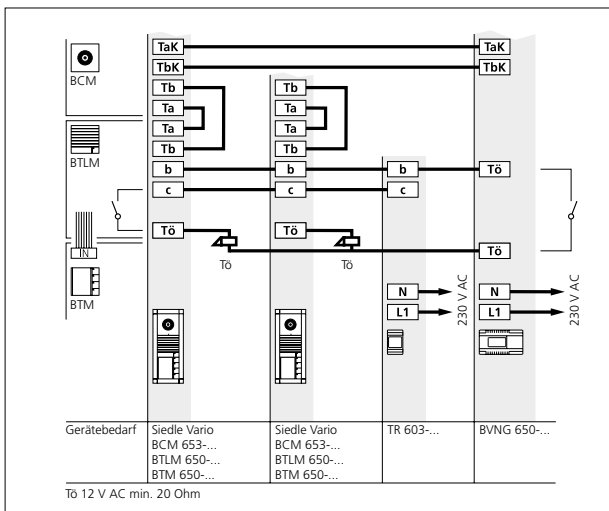 TaK TaK
BCM TbK TbK
Tb Tb
Ta Ta
Ta Ta
BTLM Tb Tb
b b b Tö
c c c
Tö Tö
Tö Tö Tö
IN
BTM N N
L1 L1
230 V AC 230 V AC
Gerätebedarf Siedle Vario Siedle Vario TR 603-... BVNG 650-...
BCM 653-... BCM 653-...
BTLM 650-... BTLM 650-...
BTM 650-... BTM 650-...
Tö 12 V AC min. 20 Ohm